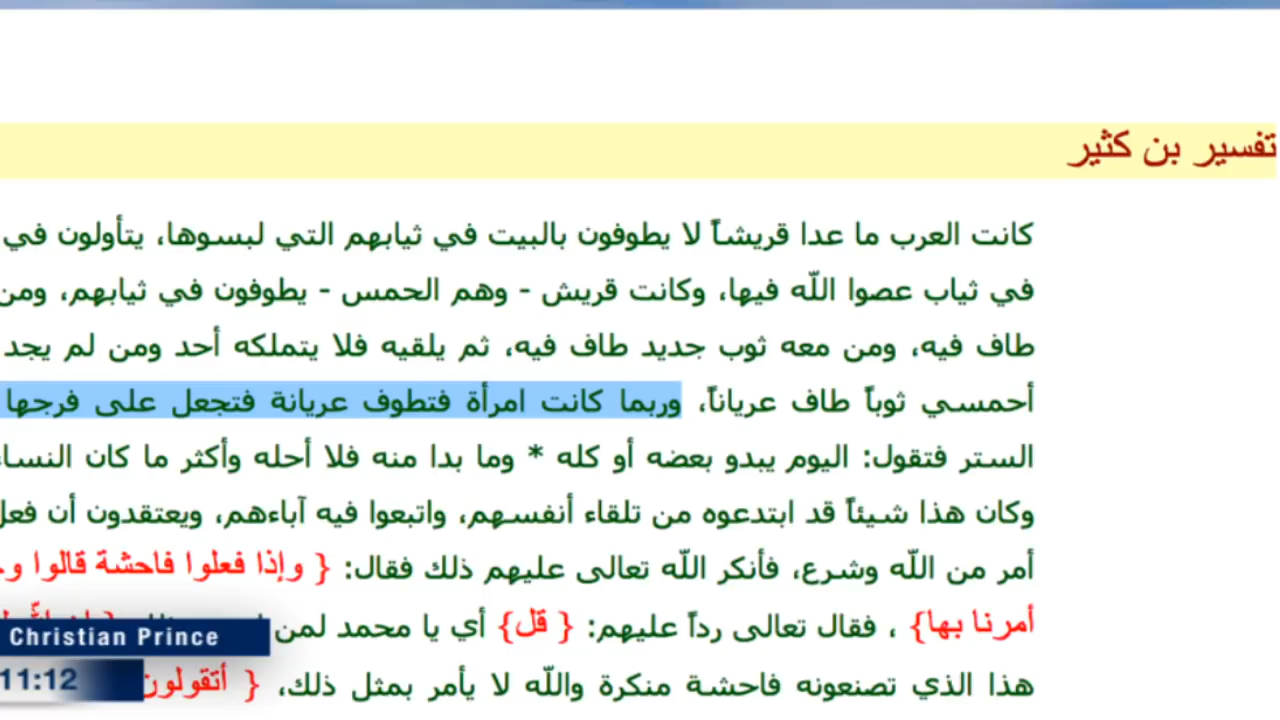 تفسير بن كثير
كانت العرب ما عدا قريشاً لا يطوفون بالبيت في ثيابهم التي لبسوها، يتأولون في
في ثياب عصوا اللّه فيها، وكانت قريش - وهم الحمس - يطوفون في ثيابهم، ومن
طاف فيه، ومن معه ثوب جديد طاف فيه، ثم يلقيه فلا يتملكه أحد ومن لم يجد
أحمسي ثوباً طاف عرياناً، وربما كانت امرأة فتطوف عريانة فتجعل على فرجها
الستر فتقول: اليوم يبدو بعضه أو كله * وما بدا منه فلا أحله وأكثر ما كان النساء
وكان هذا شيئاً قد ابتدعوه من تلقاء أنفسهم، واتبعوا فيه آباءهم، ويعتقدون أن فعل
أمر من اللّه وشرع، فأنكر اللّه تعالى عليهم ذلك فقال: { وإذا فعلوا فاحشة قالوا
أمرنا بها} ، فقال تعالى رداً عليهم: { قل} أي يا محمد لمن
هذا الذي تصنعونه فاحشة منكرة واللّه لا يأمر بمثل ذلك، { أتقولون
Christian Prince
11:12